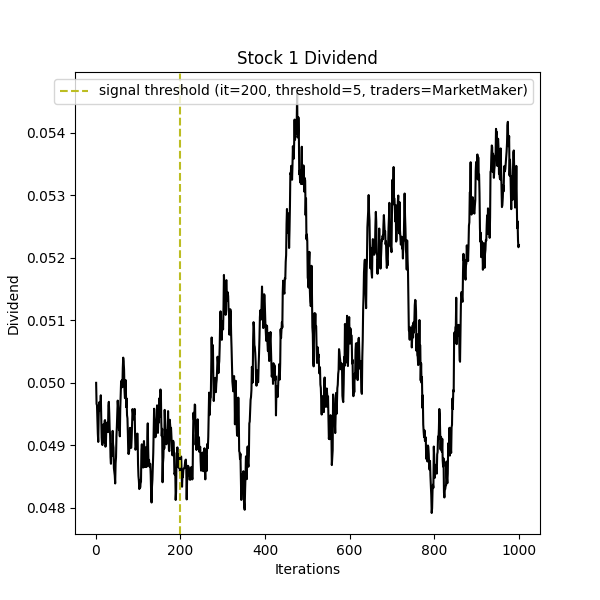 Stock 1 Dividend
signal threshold (it=200, threshold=5, traders=MarketMaker)
0.054
0.053
0.052
0.051
0.050
0.049
0.048
Dividend
0 200 400 600 800 1000
Iterations